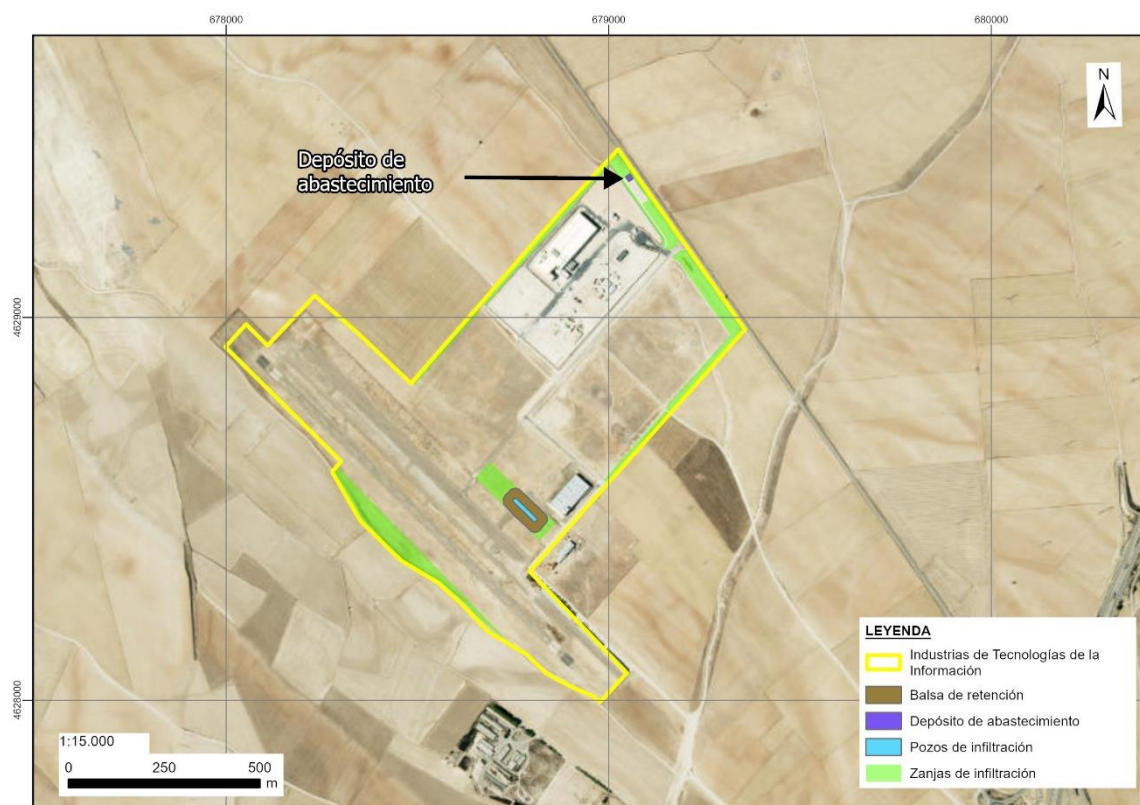 678000
679000
680000
N
Depósito de
abastecimiento
4629000
4628000
LEYENDA
Industrias de Tecnologías de la
Información
Balsa de retención
Depósito de abastecimiento
Pozos de infiltración
Zanjas de infiltración
1:15.000
0 250 500
m